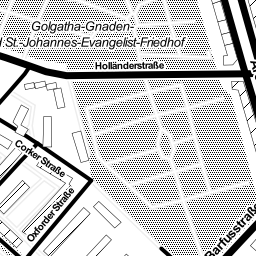 Golgatha-Gnaden-
St.-Johannes-Evangelist-Friedhof
Holländerstraße
Corker Straße
Oxforder Straße
Barfusstraße